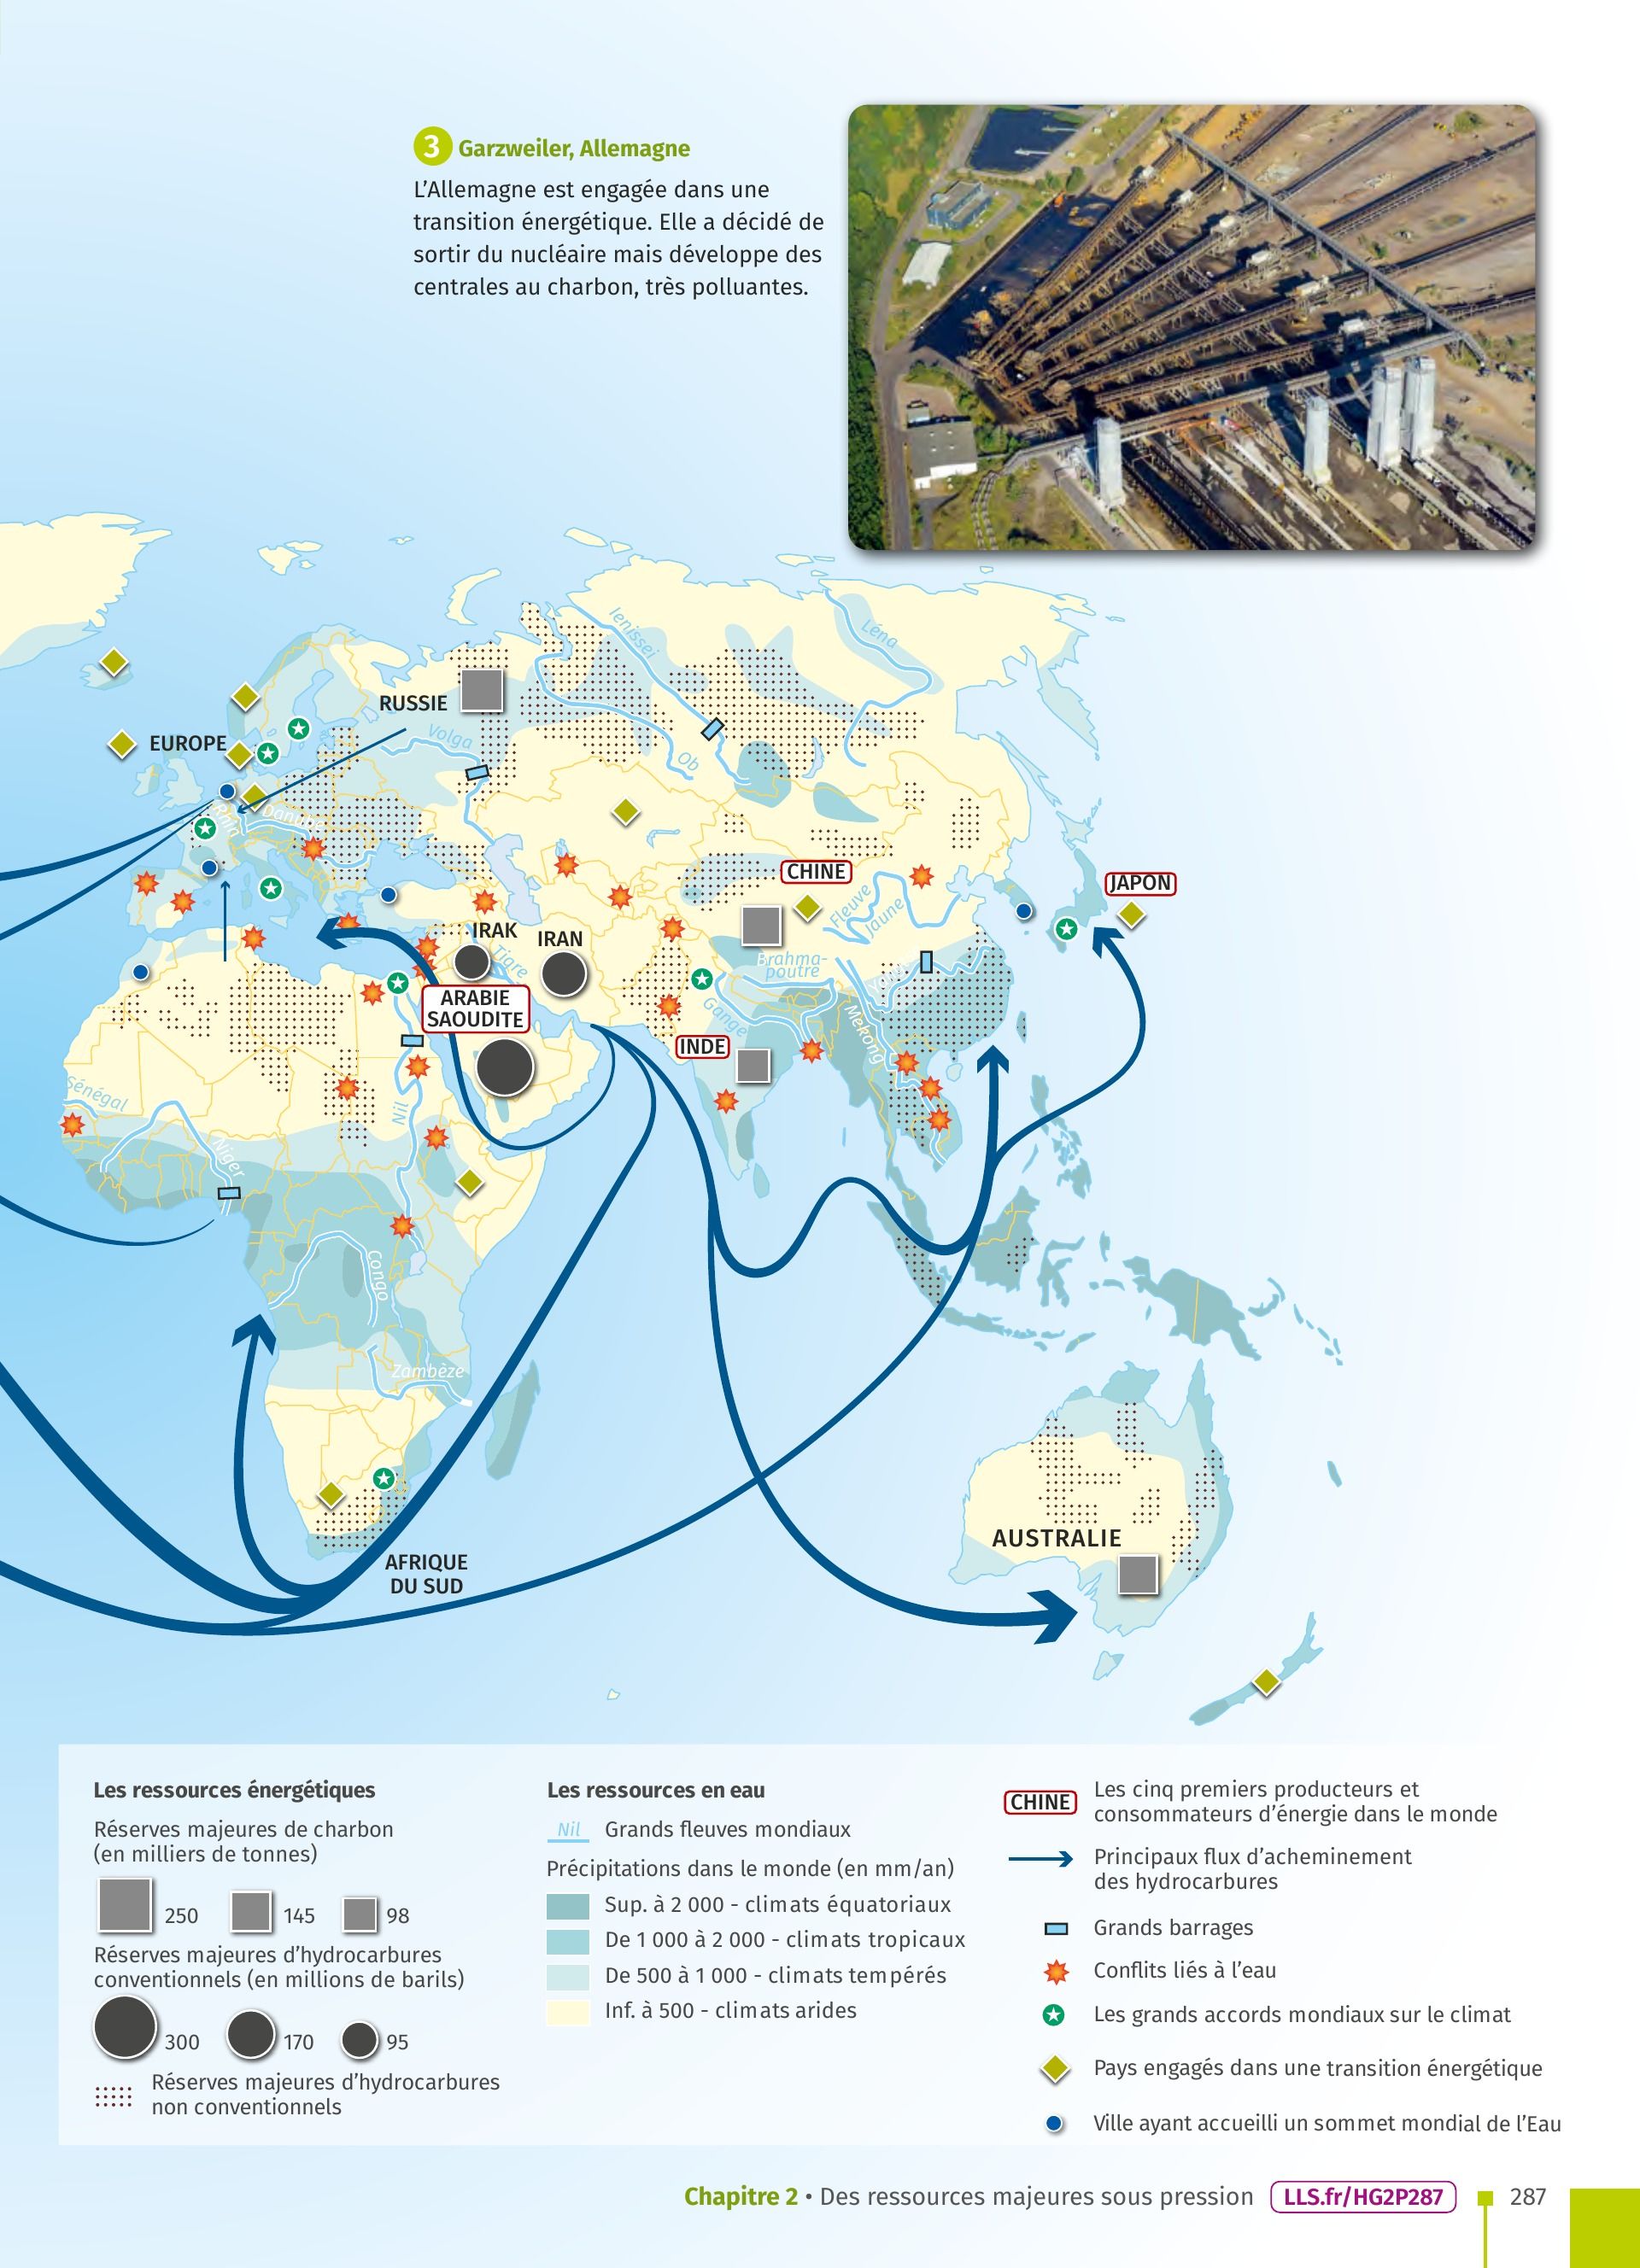 3 Garzweiler, Allemagne
L’Allemagne est engagée dans une
transition énergétique. Elle a décidé de
sortir du nucléaire mais développe des
centrales au charbon, très polluantes.
Ienissei
Léna
RUSSIE
Volga
Ob
EUROPE
Rhin
Danube
CHINE
JAPON
Fleuve
Jaune
IRAK
IRAN
Tigre
Brahma-
poutre
ARABIE
SAOUDITE
Gange
Mekong
INDE
Sénégal
Nil
Niger
Congo
Zambèze
AUSTRALIE
AFRIQUE
DU SUD
Les ressources énergétiques
Réserves majeures de charbon
(en milliers de tonnes)
250 145 98
Réserves majeures d’hydrocarbures
conventionnels (en millions de barils)
300 170 95
Réserves majeures d’hydrocarbures
non conventionnels
Les ressources en eau
Nil Grands fleuves mondiaux
Précipitations dans le monde (en mm/an)
Sup. à 2 000 - climats équatoriaux
De 1 000 à 2 000 - climats tropicaux
De 500 à 1 000 - climats tempérés
Inf. à 500 - climats arides
CHINE Les cinq premiers producteurs et
consommateurs d’énergie dans le monde
Principaux flux d’acheminement
des hydrocarbures
Grands barrages
Conflits liés à l’eau
Les grands accords mondiaux sur le climat
Pays engagés dans une transition énergétique
Ville ayant accueilli un sommet mondial de l’Eau
Chapitre 2 • Des ressources majeures sous pression LLS.fr/HG2P287 287